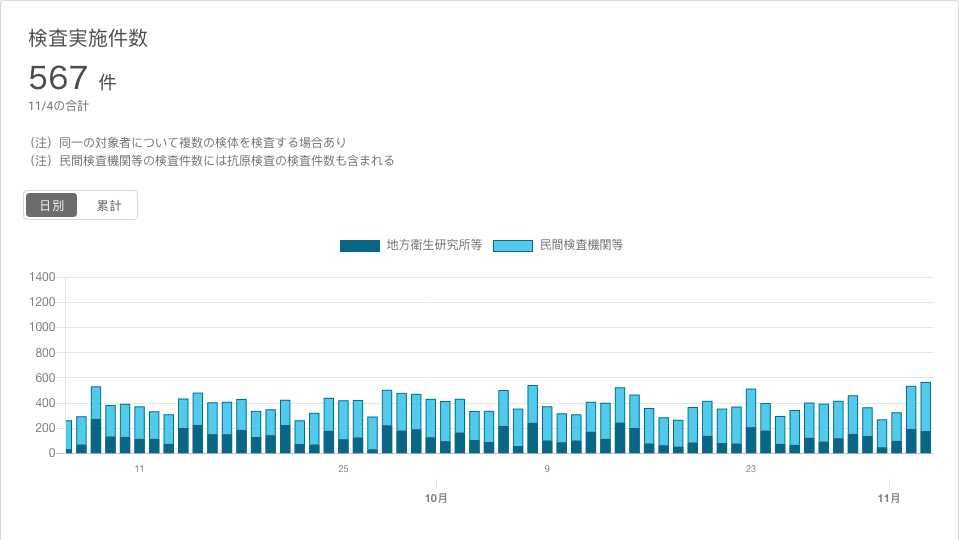 検査実施件数
567 件
11/4の合計
（注）同一の対象者について複数の検体を検査する場合あり
（注）民間検査機関等の検査件数には抗原検査の検査件数も含まれる
日別 累計
地方衛生研究所等 民間検査機関等
1400
1200
1000
800
600
400
200
0
11 25 9 23
10月 11月